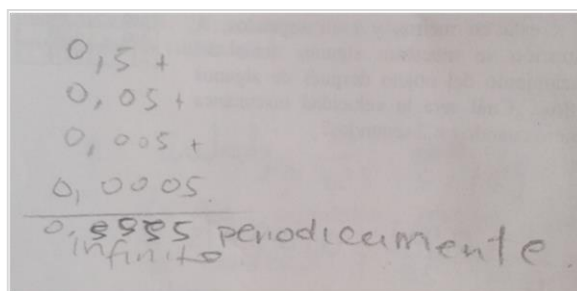 0,5 +
0,05 +
0,005 +
0,0005.
0,5555 periodicamente.
infinito